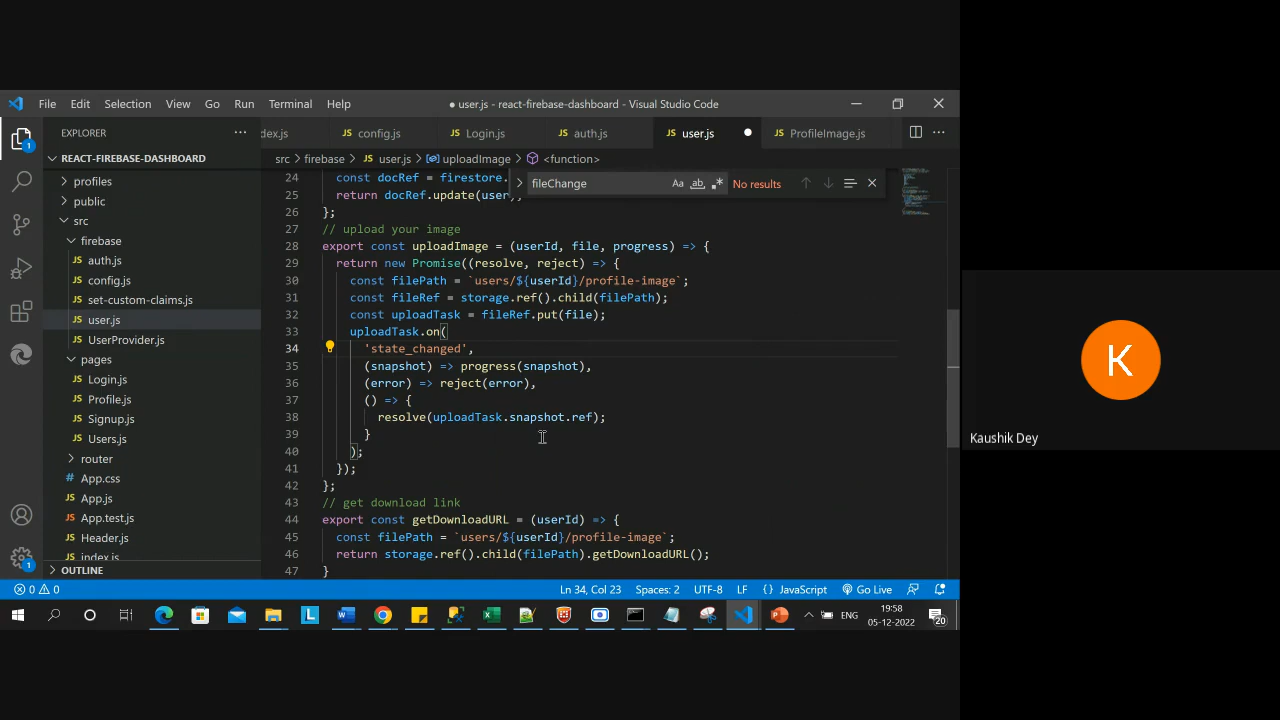 File Edit Selection View Go Run Terminal Help
● user.js - react-firebase-dashboard - Visual Studio Code
EXPLORER
dex.js config.js Login.js auth.js user.js ProfileImage.js
REACT-FIREBASE-DASHBOARD
src > firebase > JS user.js > uploadImage > <function>
fileChange Aa ab .* No results
profiles
public
src
firebase
JS auth.js
JS config.js
JS set-custom-claims.js
JS user.js
JS UserProvider.js
pages
JS Login.js
JS Profile.js
JS Signup.js
JS Users.js
router
# App.css
JS App.js
JS App.test.js
JS Header.js
JS index.js
OUTLINE
24 const docRef = firestore.
25 return docRef.update(user);
26 };
27 // upload your image
28 export const uploadImage = (userId, file, progress) => {
29 return new Promise((resolve, reject) => {
30 const filePath = `users/${userId}/profile-image`;
31 const fileRef = storage.ref().child(filePath);
32 const uploadTask = fileRef.put(file);
33 uploadTask.on(
34 'state_changed',
35 (snapshot) => progress(snapshot),
36 (error) => reject(error),
37 () => {
38 resolve(uploadTask.snapshot.ref);
39 }
40 );
41 });
42 };
43 // get download link
44 export const getDownloadURL = (userId) => {
45 const filePath = `users/${userId}/profile-image`;
46 return storage.ref().child(filePath).getDownloadURL();
47 }
0 0 Ln 34, Col 23 Spaces: 2 UTF-8 LF {} JavaScript Go Live
ENG 19:58
05-12-2022 20
K
Kaushik Dey